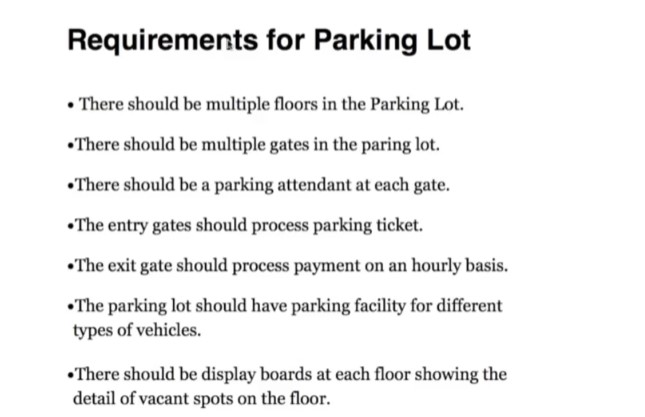 Requirements for Parking Lot
• There should be multiple floors in the Parking Lot.
•There should be multiple gates in the paring lot.
•There should be a parking attendant at each gate.
•The entry gates should process parking ticket.
•The exit gate should process payment on an hourly basis.
•The parking lot should have parking facility for different
types of vehicles.
•There should be display boards at each floor showing the
detail of vacant spots on the floor.